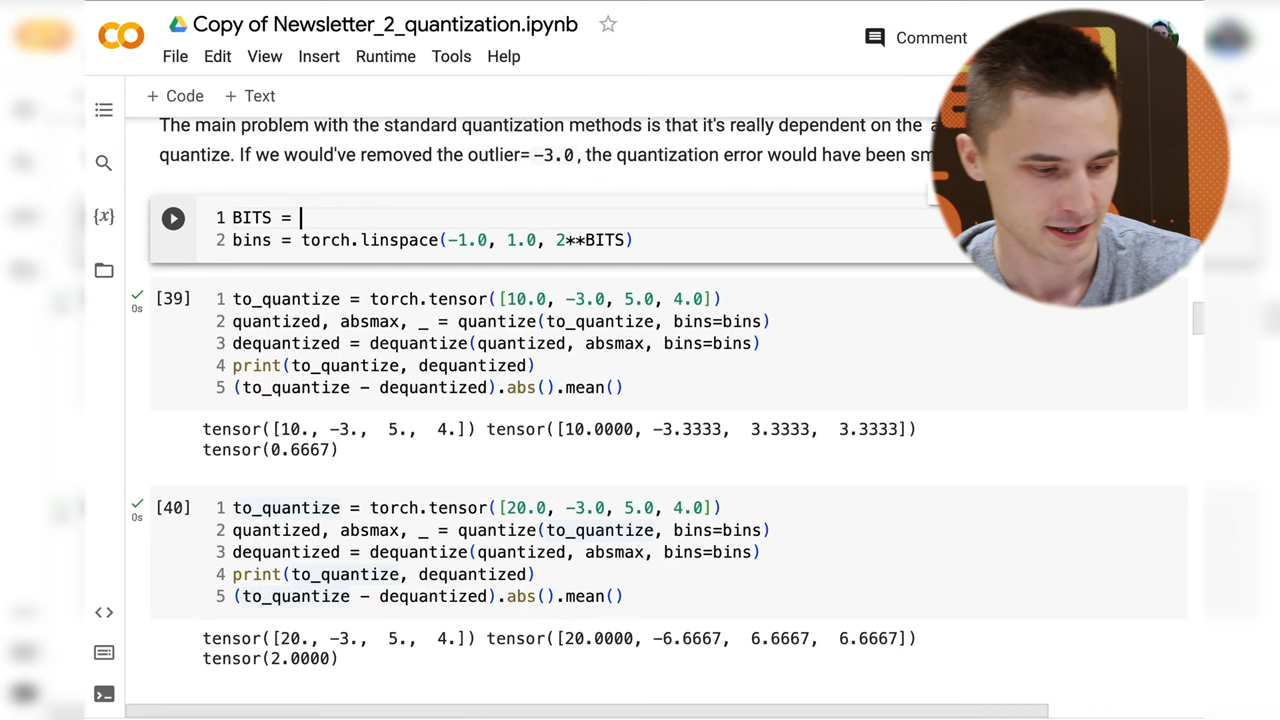 Copy of Newsletter_2_quantization.ipynb
Comment
File Edit View Insert Runtime Tools Help
+ Code + Text
The main problem with the standard quantization methods is that it's really dependent on the
quantize. If we would've removed the outlier= -3.0, the quantization error would have been
1 BITS =
2 bins = torch.linspace(-1.0, 1.0, 2**BITS)
[39] 1 to_quantize = torch.tensor([10.0, -3.0, 5.0, 4.0])
0s 2 quantized, absmax, _ = quantize(to_quantize, bins=bins)
3 dequantized = dequantize(quantized, absmax, bins=bins)
4 print(to_quantize, dequantized)
5 (to_quantize - dequantized).abs().mean()
tensor([10., -3., 5., 4.]) tensor([10.0000, -3.3333, 3.3333, 3.3333])
tensor(0.6667)
[40] 1 to_quantize = torch.tensor([20.0, -3.0, 5.0, 4.0])
0s 2 quantized, absmax, _ = quantize(to_quantize, bins=bins)
3 dequantized = dequantize(quantized, absmax, bins=bins)
4 print(to_quantize, dequantized)
5 (to_quantize - dequantized).abs().mean()
tensor([20., -3., 5., 4.]) tensor([20.0000, -6.6667, 6.6667, 6.6667])
tensor(2.0000)